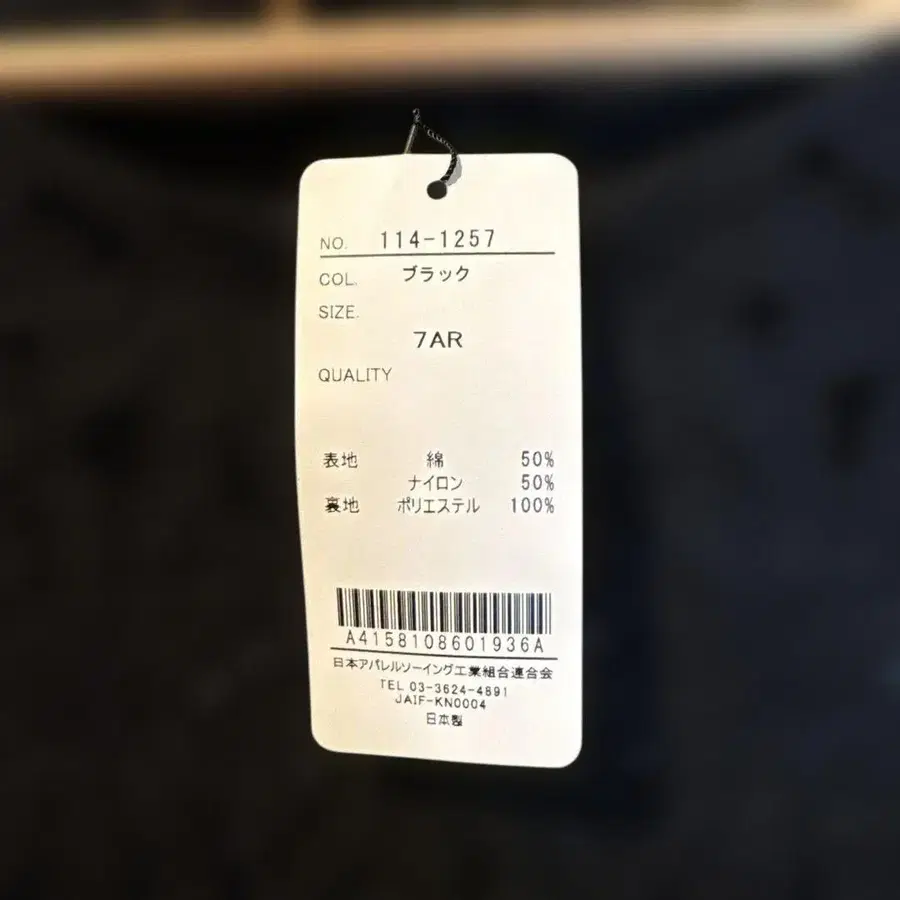 NO. 114-1257
COL. ブラック
SIZE.
7AR
QUALITY
表地 綿 50%
ナイロン 50%
裏地 ポリエステル 100%
A4158108601936A
日本アパレルソーイング工業組合連合会
TEL 03-3624-4891
JAIF-KN0004
日本製